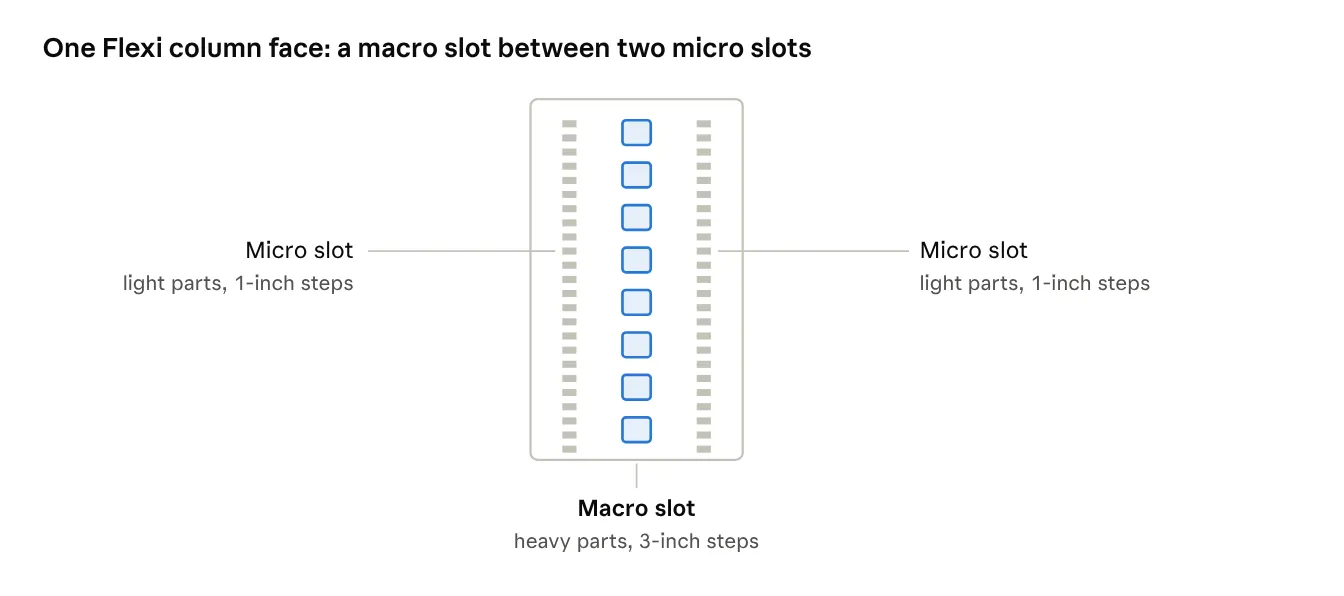 One Flexi column face: a macro slot between two micro slots
Micro slot
light parts, 1-inch steps
Micro slot
light parts, 1-inch steps
Macro slot
heavy parts, 3-inch steps